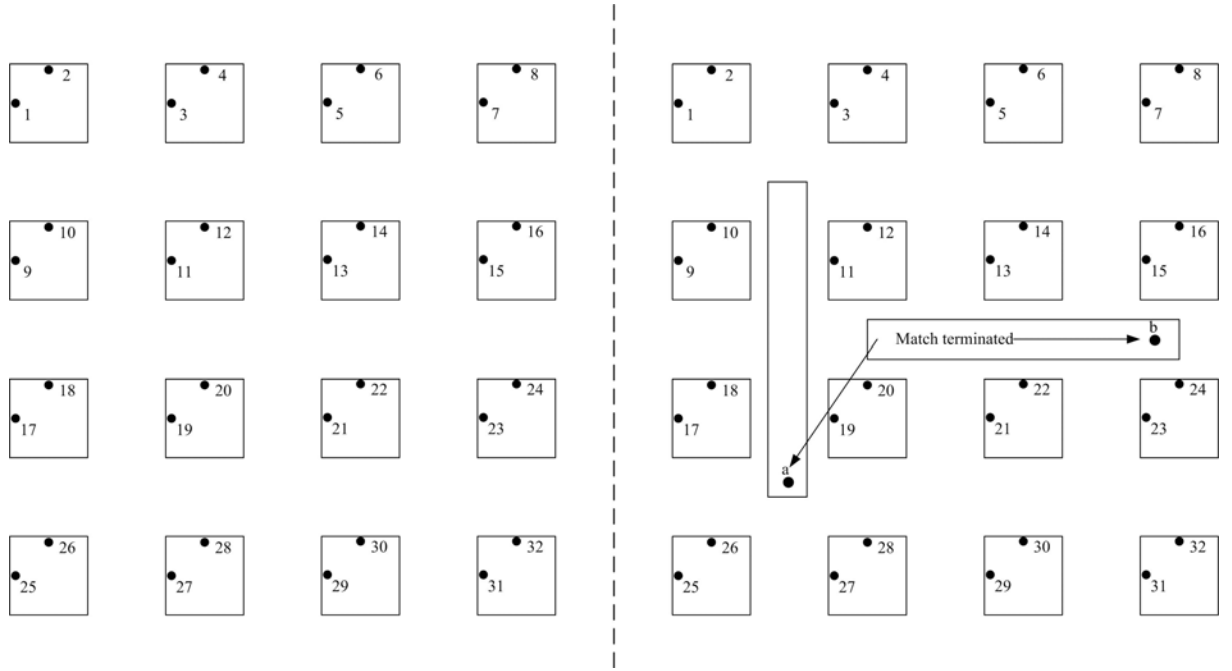 2 4 6 8 2 4 6 8
1 3 5 7 1 3 5 7
10 12 14 16 10 12 14 16
9 11 13 15 9 11 13 15
b
Match terminated
18 20 22 24 18 20 22 24
17 19 21 23 17 19 21 23
a
26 28 30 32 26 28 30 32
25 27 29 31 25 27 29 31